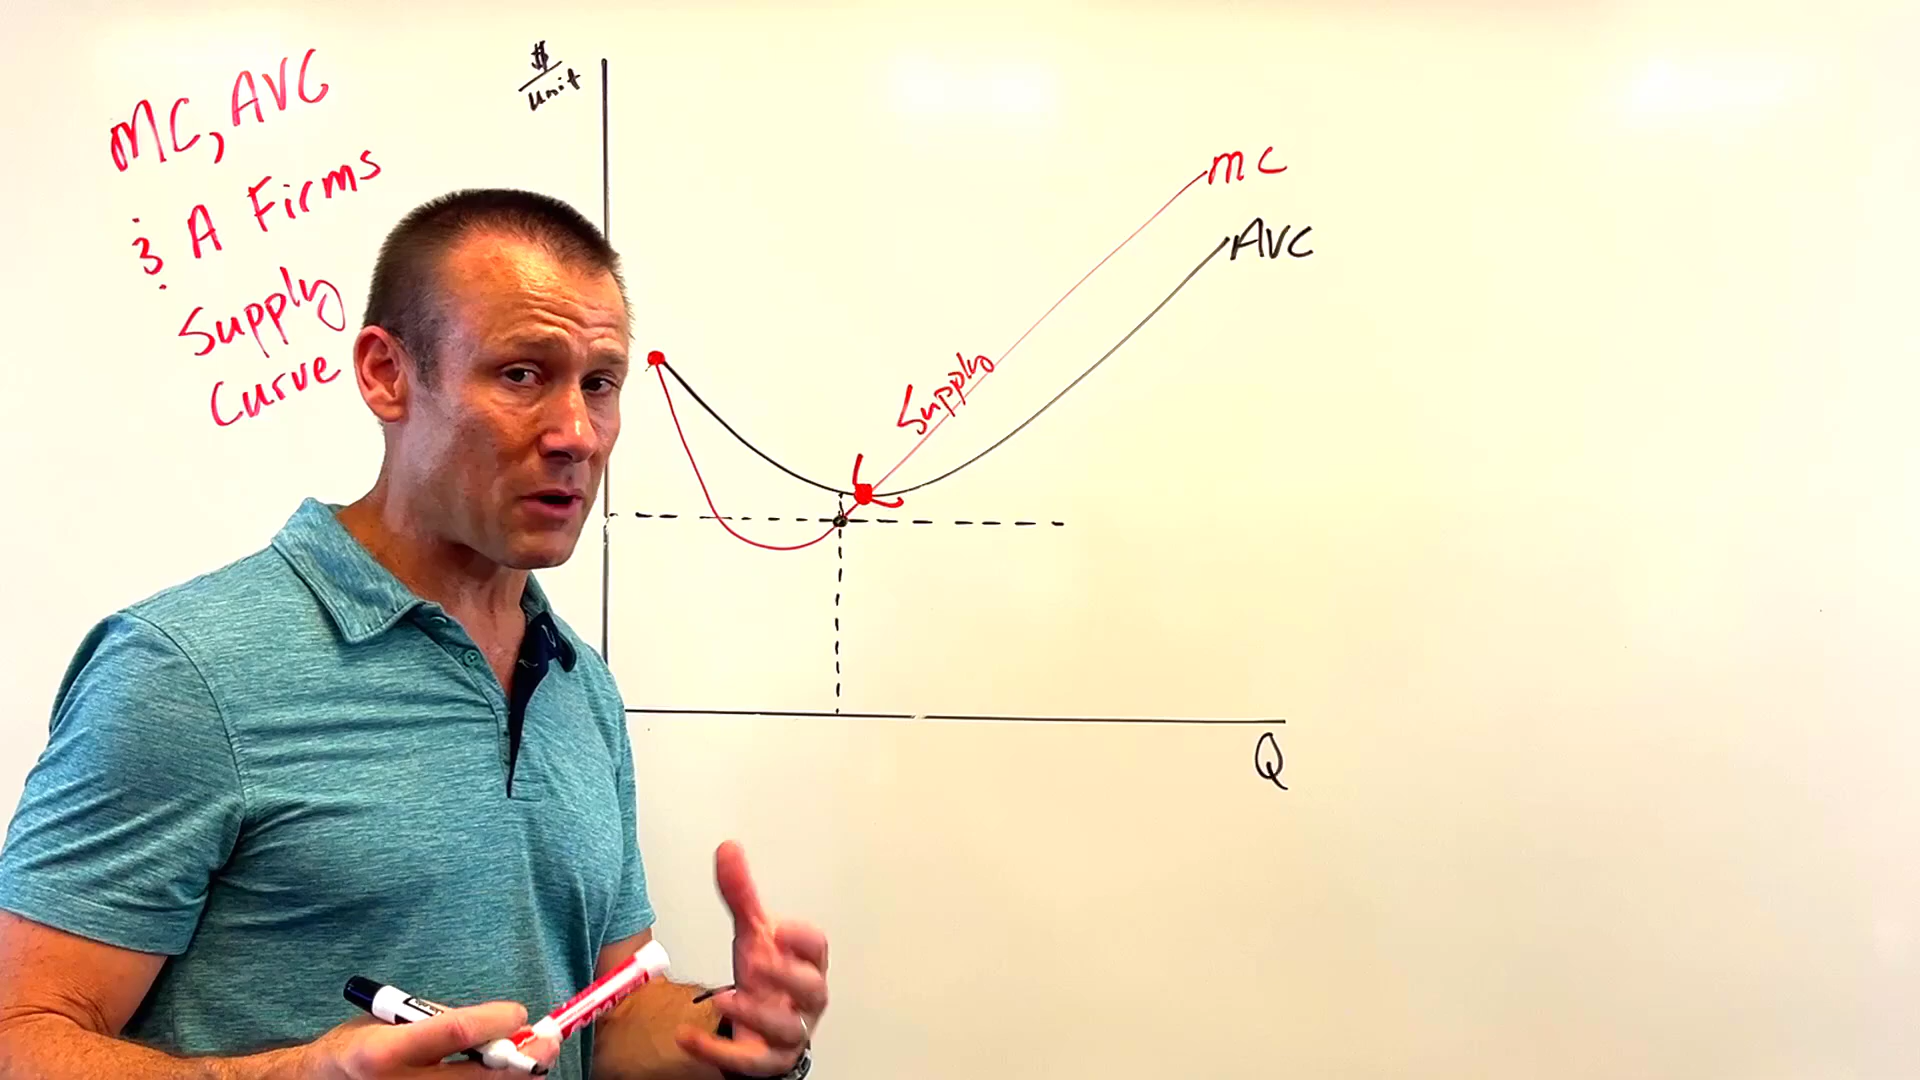 MC, AVC
& A Firms
Supply
Curve
$
unit
MC
AVC
Supply
Q